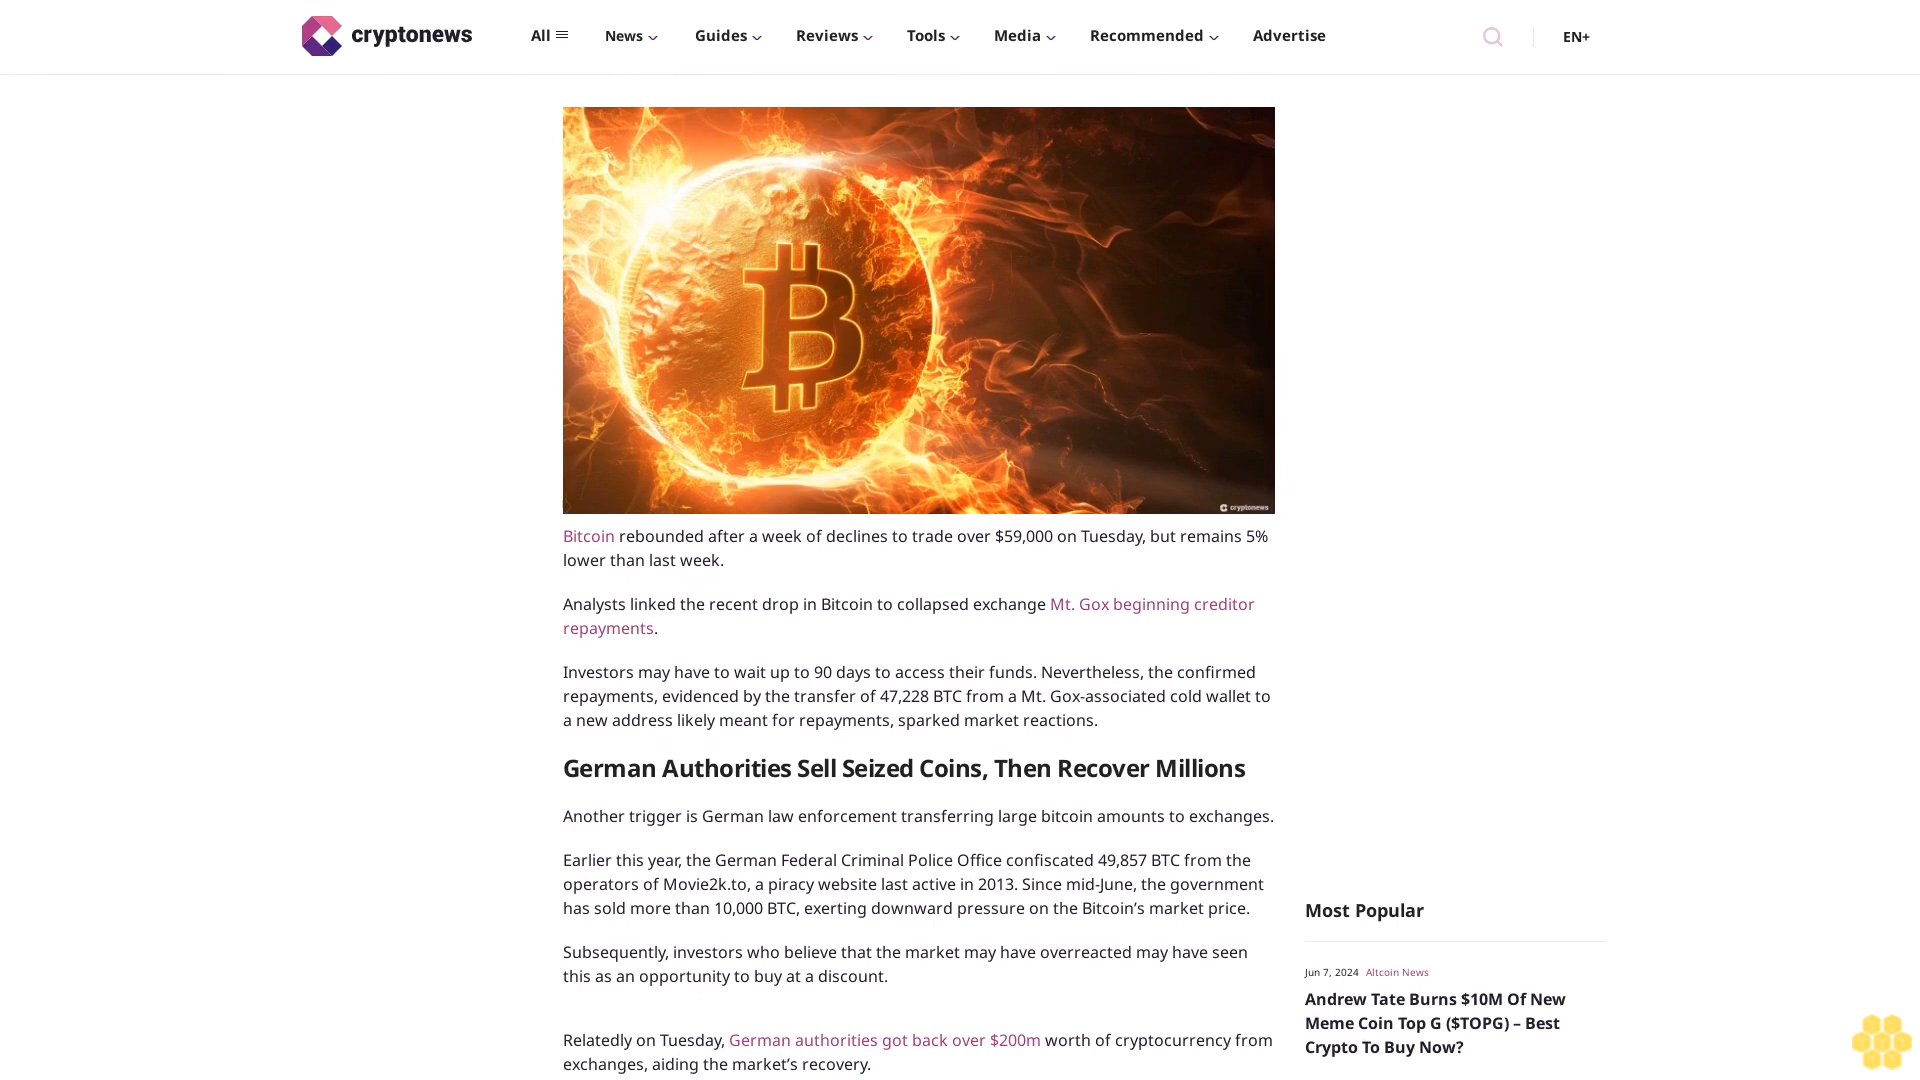 cryptonews
All
News
Guides
Reviews
Tools
Media
Recommended
Advertise
EN+
cryptonews
Bitcoin rebounded after a week of declines to trade over $59,000 on Tuesday, but remains 5%
lower than last week.
Analysts linked the recent drop in Bitcoin to collapsed exchange Mt. Gox beginning creditor
repayments.
Investors may have to wait up to 90 days to access their funds. Nevertheless, the confirmed
repayments, evidenced by the transfer of 47,228 BTC from a Mt. Gox-associated cold wallet to
a new address likely meant for repayments, sparked market reactions.
German Authorities Sell Seized Coins, Then Recover Millions
Another trigger is German law enforcement transferring large bitcoin amounts to exchanges.
Earlier this year, the German Federal Criminal Police Office confiscated 49,857 BTC from the
operators of Movie2k.to, a piracy website last active in 2013. Since mid-June, the government
has sold more than 10,000 BTC, exerting downward pressure on the Bitcoin’s market price.
Subsequently, investors who believe that the market may have overreacted may have seen
this as an opportunity to buy at a discount.
Relatedly on Tuesday, German authorities got back over $200m worth of cryptocurrency from
exchanges, aiding the market’s recovery.
Most Popular
Jun 7, 2024 Altcoin News
Andrew Tate Burns $10M Of New
Meme Coin Top G ($TOPG) – Best
Crypto To Buy Now?